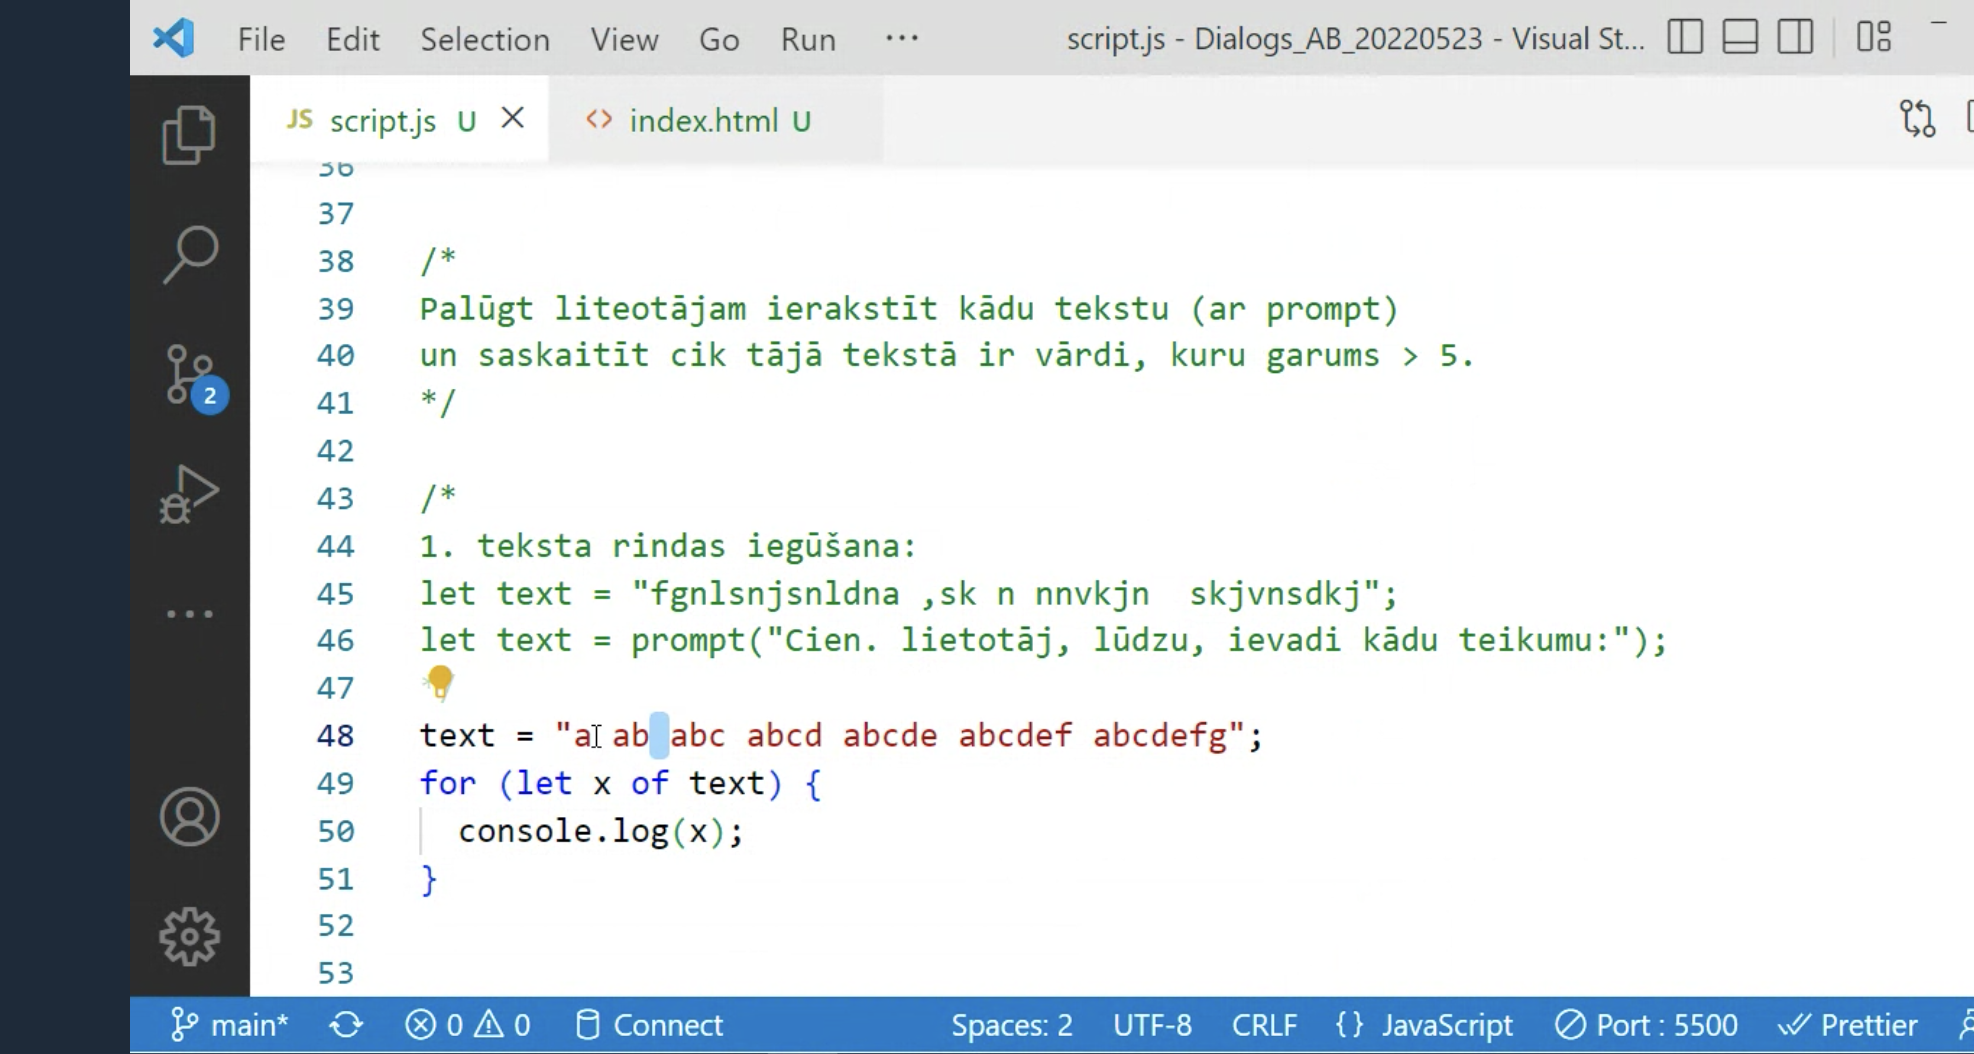 File Edit Selection View Go Run ··· script.js - Dialogs_AB_20220523 - Visual St...
JS script.js U <> index.html U
36
37
38 /*
39 Palūgt liteotājam ierakstīt kādu tekstu (ar prompt)
40 un saskaitīt cik tājā tekstā ir vārdi, kuru garums > 5.
41 */
42
43 /*
44 1. teksta rindas iegūšana:
45 let text = "fgnlsnjsnldna ,sk n nnvkjn  skjvnsdkj";
46 let text = prompt("Cien. lietotāj, lūdzu, ievadi kādu teikumu:");
2
47 */
48 text = "a ab abc abcd abcde abcdef abcdefg";
49 for (let x of text) {
50 console.log(x);
51 }
52
53
main* 0 0 Connect Spaces: 2 UTF-8 CRLF {} JavaScript Port : 5500 Prettier